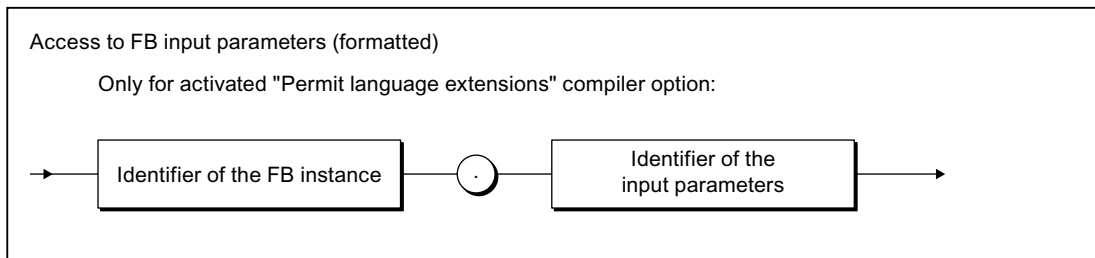 Access to FB input parameters (formatted)
Only for activated "Permit language extensions" compiler option:
Identifier of the FB instance
.
Identifier of the
input parameters